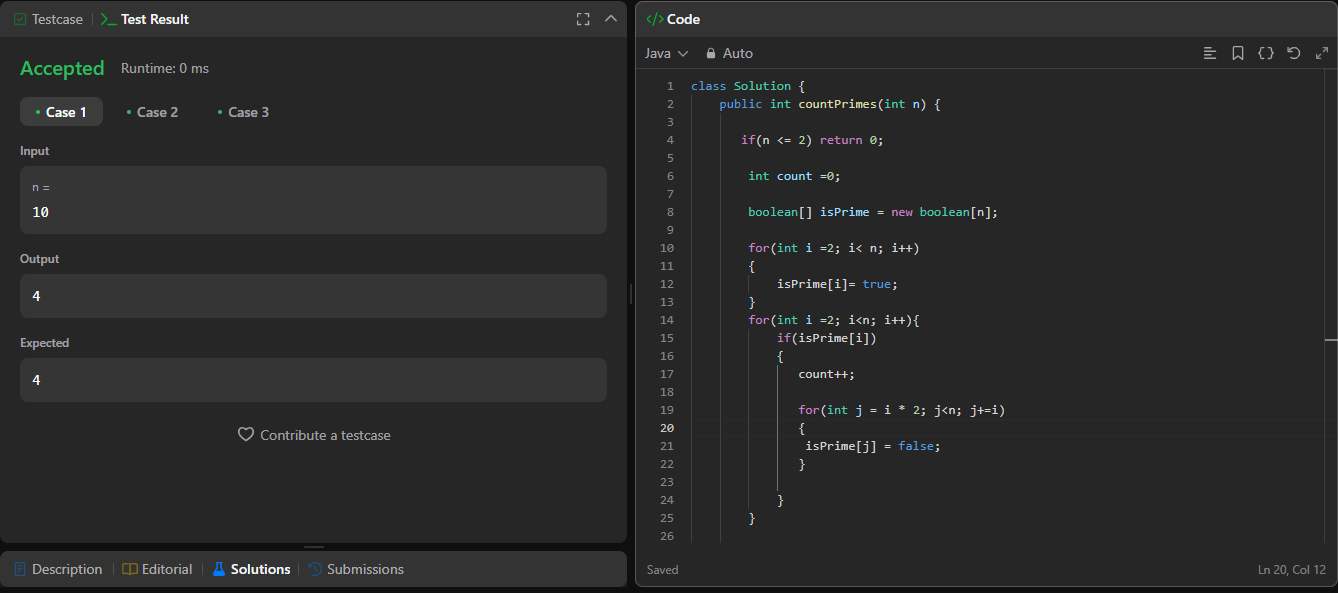 Testcase
Test Result
Accepted Runtime: 0 ms
Case 1 Case 2 Case 3
Input
n =
10
Output
4
Expected
4
Contribute a testcase
Description Editorial Solutions Submissions
</> Code
Java Auto
1 class Solution {
2 public int countPrimes(int n) {
3
4 if(n <= 2) return 0;
5
6 int count =0;
7
8 boolean[] isPrime = new boolean[n];
9
10 for(int i =2; i< n; i++)
11 {
12 isPrime[i]= true;
13 }
14 for(int i =2; i<n; i++){
15 if(isPrime[i])
16 {
17 count++;
18
19 for(int j = i * 2; j<n; j+=i)
20 {
21 isPrime[j] = false;
22 }
23
24 }
25 }
26
Saved Ln 20, Col 12